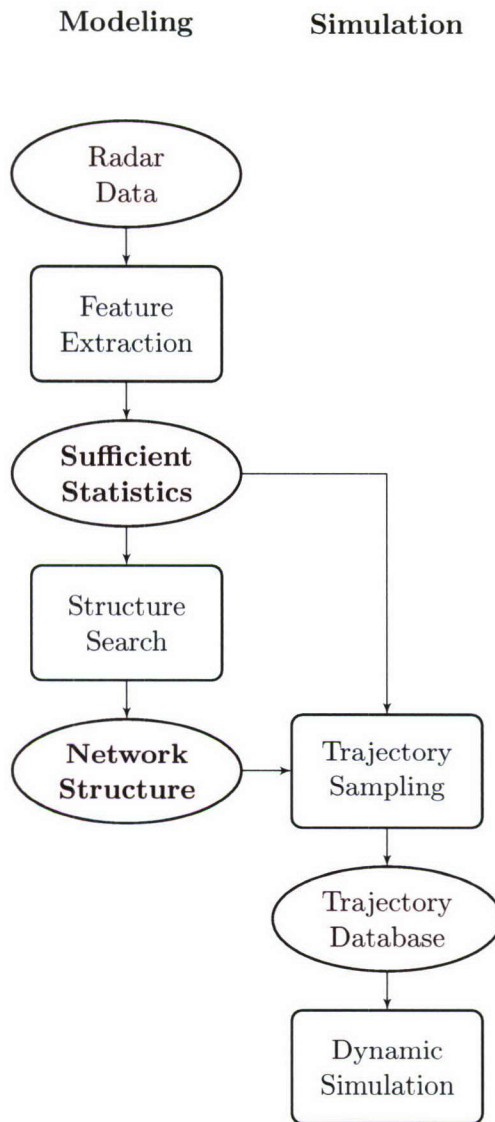 Modeling Simulation
Radar
Data
Feature
Extraction
Sufficient
Statistics
Structure
Search
Network
Structure
Trajectory
Sampling
Trajectory
Database
Dynamic
Simulation